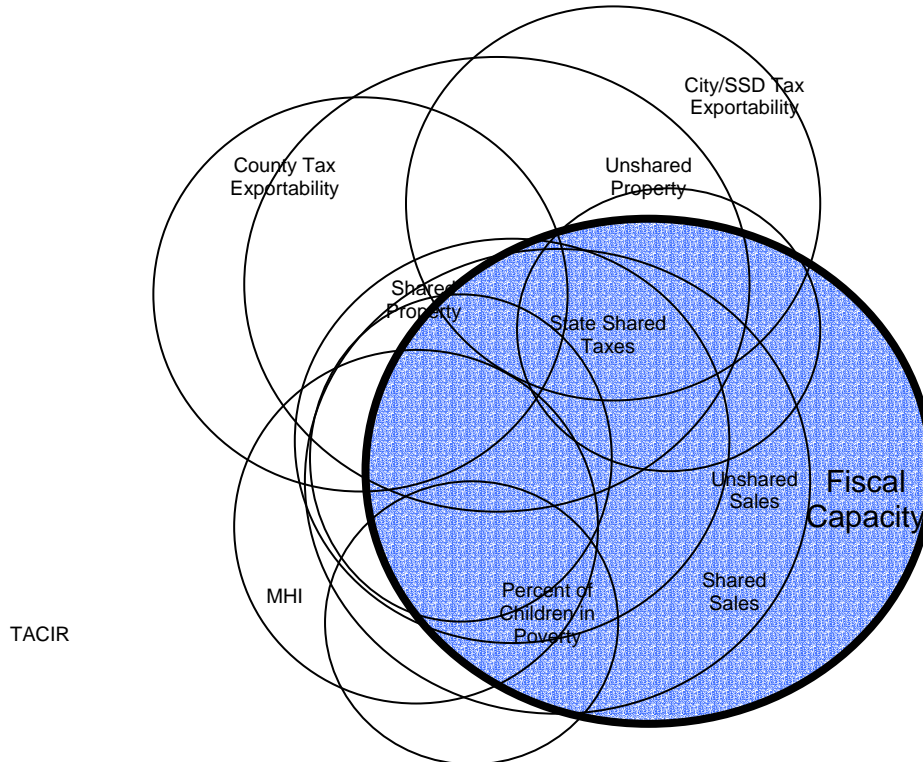 City/SSD Tax
Exportability
County Tax
Exportability
Unshared
Property
Shared
Property
State Shared
Taxes
Unshared
Sales
Fiscal
Capacity
Shared
Sales
Percent of
Children in
Poverty
MHI
TACIR